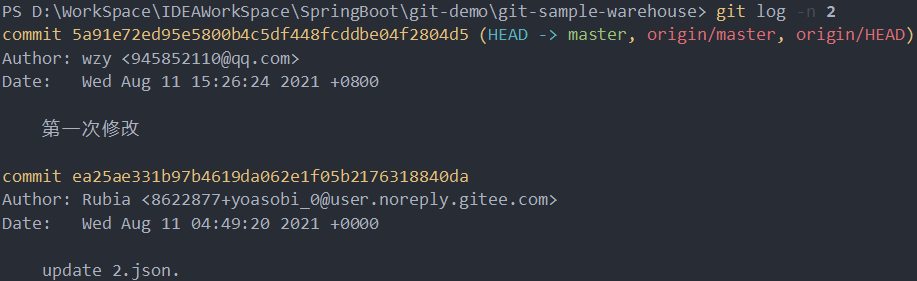 PS D:\WorkSpace\IDEAWorkSpace\SpringBoot\git-demo\git-sample-warehouse> git log -n 2
commit 5a91e72ed95e5800b4c5df448fcddbe04f2804d5 (HEAD -> master, origin/master, origin/HEAD)
Author: wzy <945852110@qq.com>
Date:   Wed Aug 11 15:26:24 2021 +0800
第一次修改
commit ea25ae331b97b4619da062e1f05b2176318840da
Author: Rubia <8622877+yoasobi_0@user.noreply.gitee.com>
Date:   Wed Aug 11 04:49:20 2021 +0000
update 2.json.